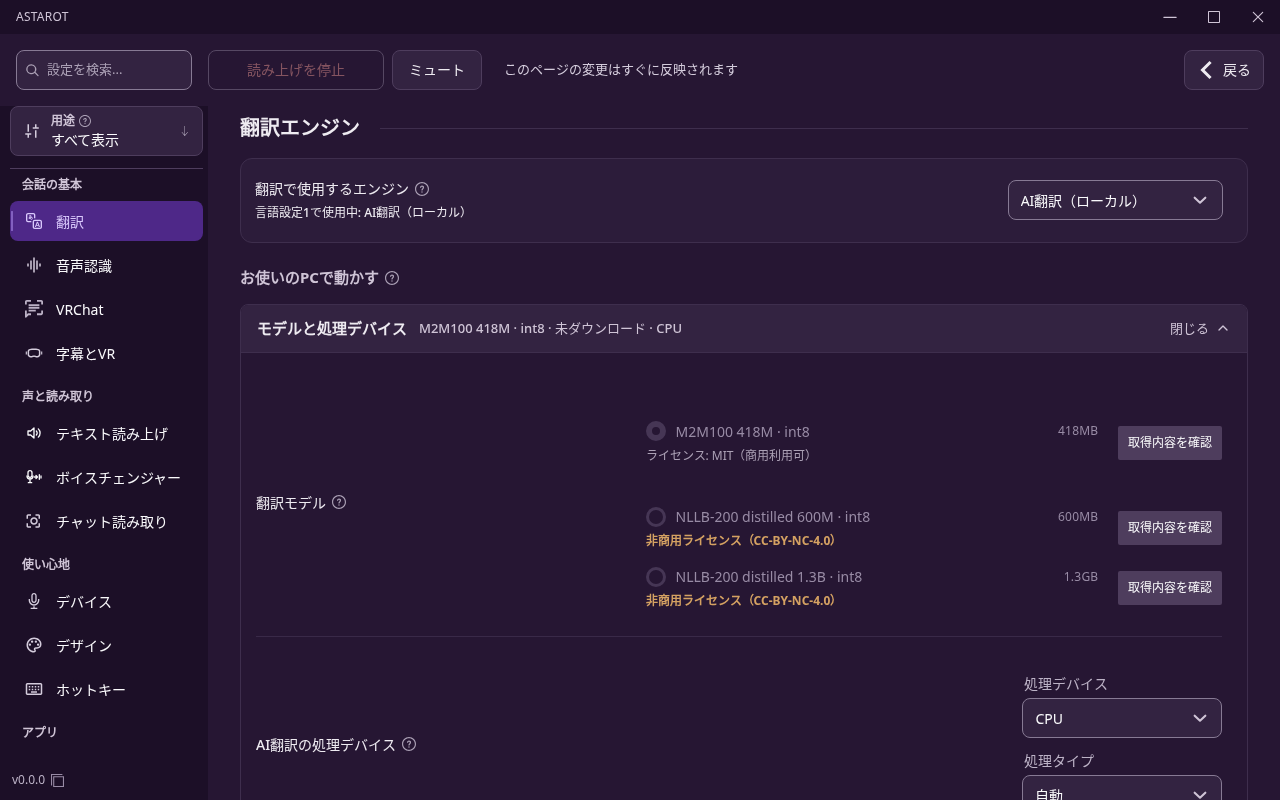 ASTAROT
設定を検索...
読み上げを停止
ミュート
このページの変更はすぐに反映されます
戻る
用途
すべて表示
会話の基本
翻訳
音声認識
VRChat
字幕とVR
声と読み取り
テキスト読み上げ
ボイスチェンジャー
チャット読み取り
使い心地
デバイス
デザイン
ホットキー
アプリ
v0.0.0
翻訳エンジン
翻訳で使用するエンジン
言語設定1で使用中: AI翻訳（ローカル）
AI翻訳（ローカル）
お使いのPCで動かす
モデルと処理デバイス M2M100 418M · int8 · 未ダウンロード · CPU
閉じる
翻訳モデル
M2M100 418M · int8
418MB
取得内容を確認
ライセンス: MIT（商用利用可）
NLLB-200 distilled 600M · int8
600MB
取得内容を確認
非商用ライセンス（CC-BY-NC-4.0）
NLLB-200 distilled 1.3B · int8
1.3GB
取得内容を確認
非商用ライセンス（CC-BY-NC-4.0）
AI翻訳の処理デバイス
処理デバイス
CPU
処理タイプ
自動